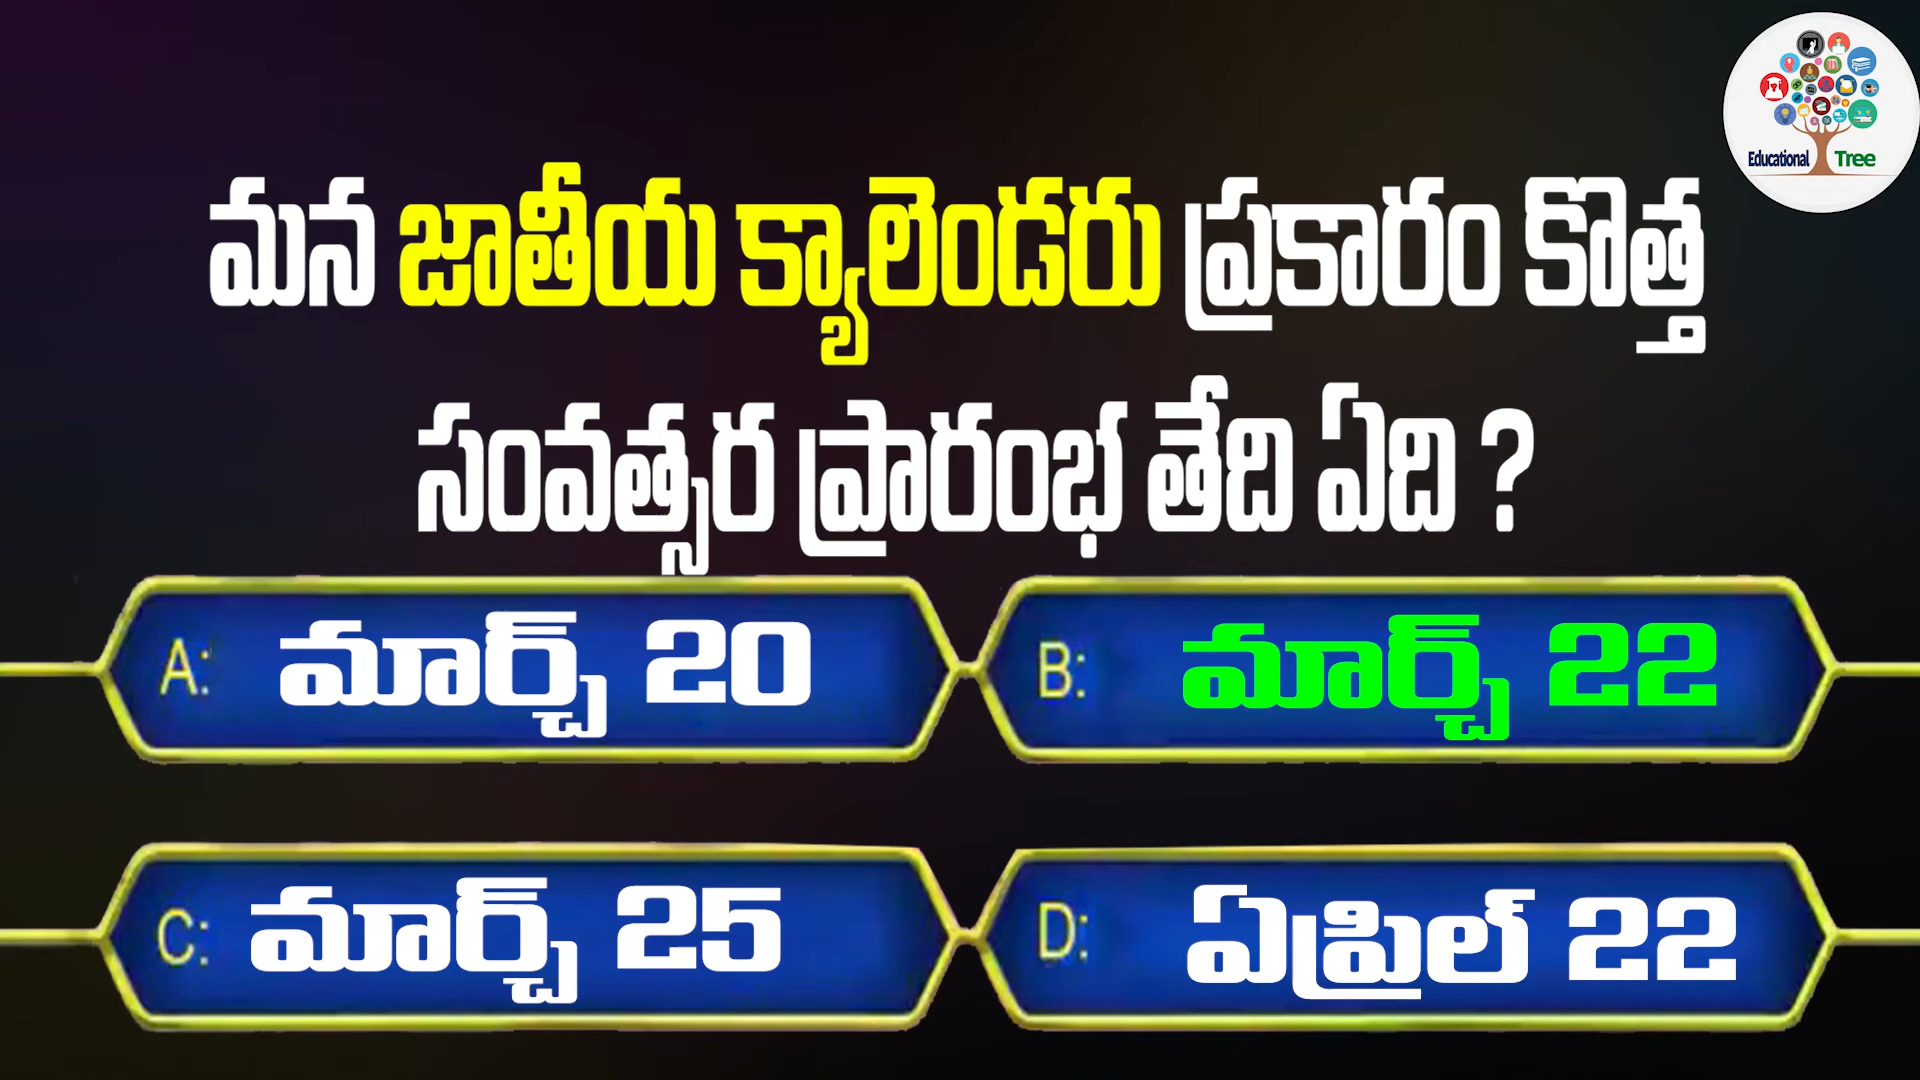 Educational Tree
మన జాతీయ క్యాలెండరు ప్రకారం కొత్త
సంవత్సర ప్రారంభ తేది ఏది ?
A: మార్చ్ 20
B: మార్చ్ 22
C: మార్చ్ 25
D: ఏప్రిల్ 22